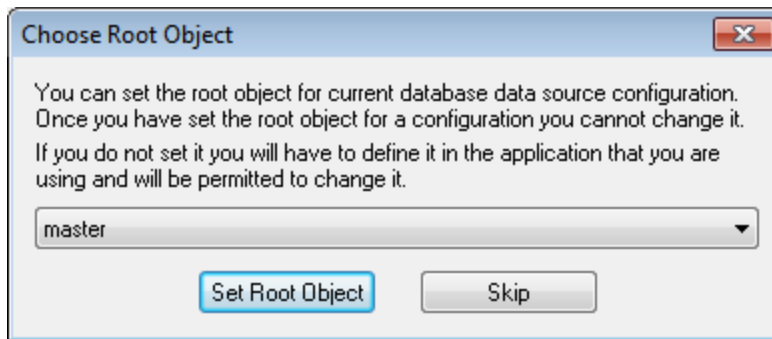 Choose Root Object
You can set the root object for current database data source configuration.
Once you have set the root object for a configuration you cannot change it.
If you do not set it you will have to define it in the application that you are
using and will be permitted to change it.
master
Set Root Object
Skip